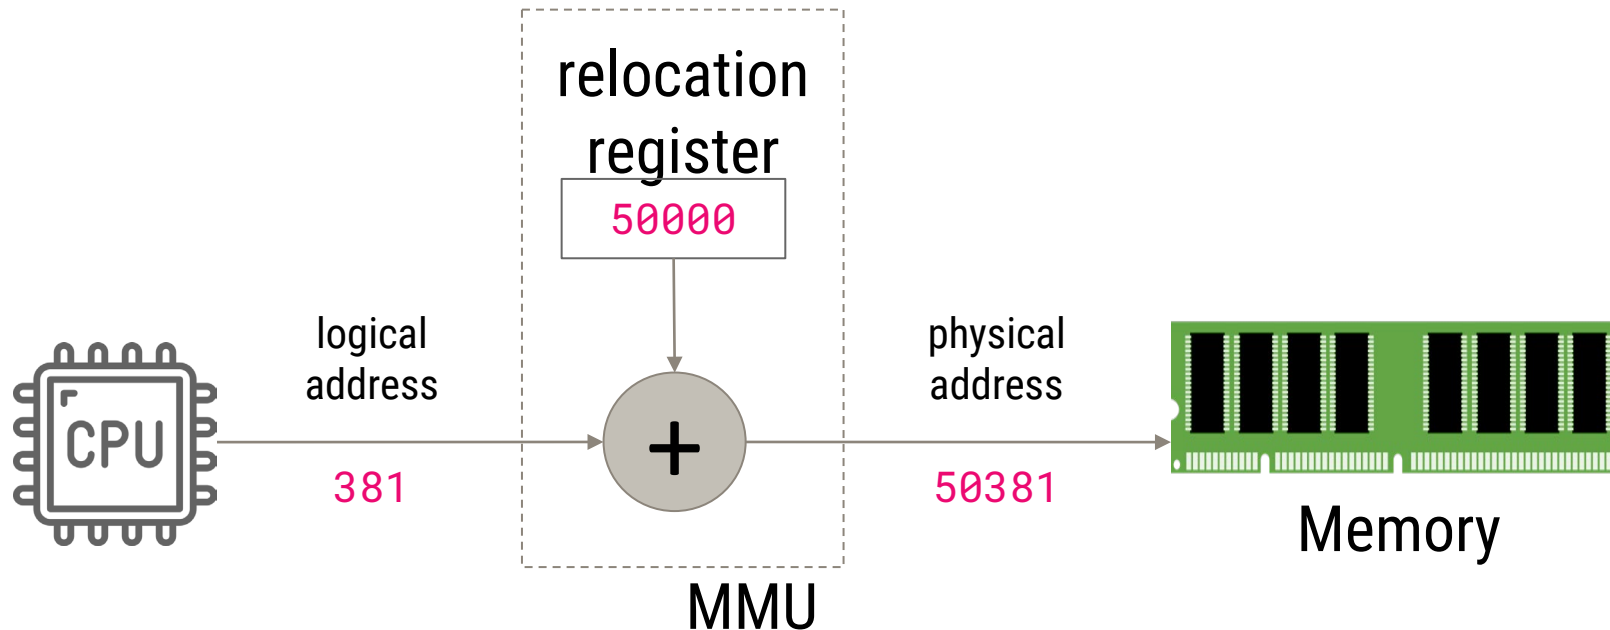 relocation
register
50000
logical
address
physical
address
CPU
+
381
50381
Memory
MMU